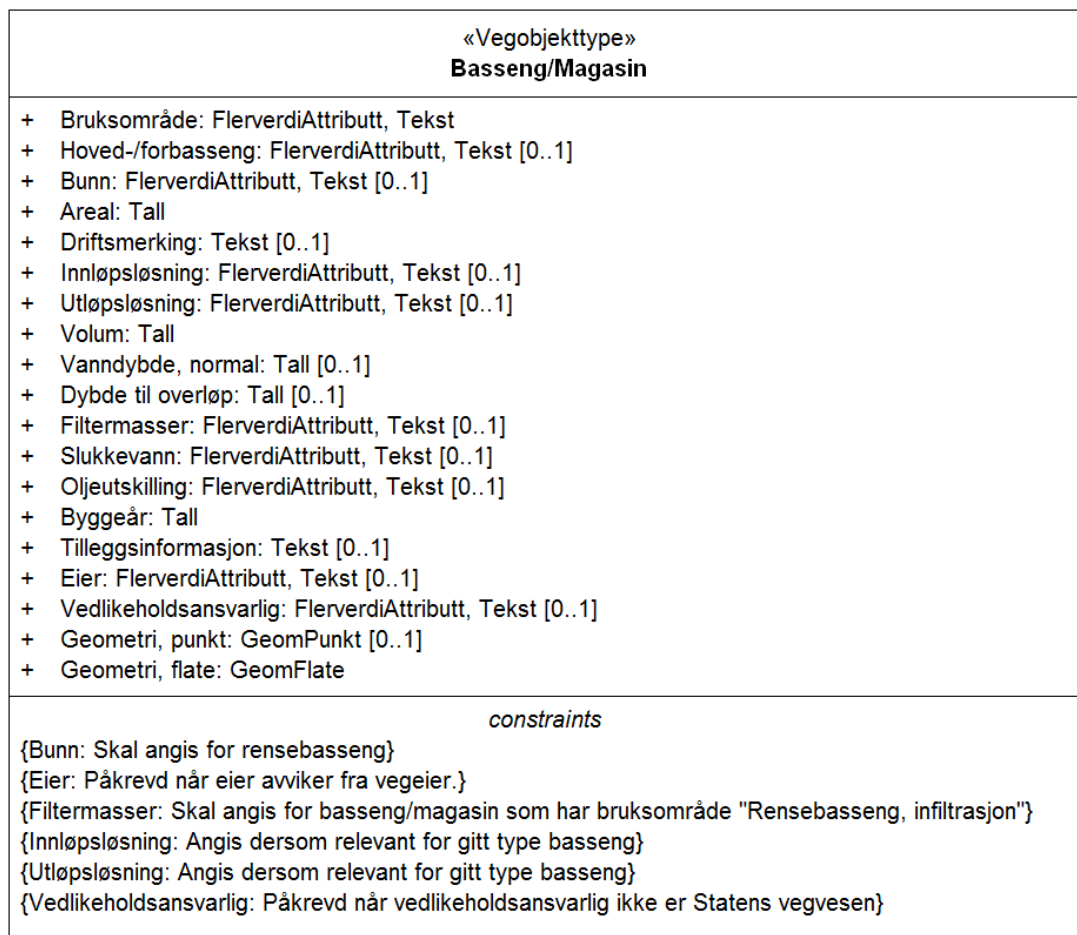 «Vegobjekttype»
Basseng/Magasin
+ Bruksområde: FlerverdiAttributt, Tekst
+ Hoved-/forbasseng: FlerverdiAttributt, Tekst [0..1]
+ Bunn: FlerverdiAttributt, Tekst [0..1]
+ Areal: Tall
+ Driftsmerking: Tekst [0..1]
+ Innløpsløsning: FlerverdiAttributt, Tekst [0..1]
+ Utløpsløsning: FlerverdiAttributt, Tekst [0..1]
+ Volum: Tall
+ Vanndybde, normal: Tall [0..1]
+ Dybde til overløp: Tall [0..1]
+ Filtermasser: FlerverdiAttributt, Tekst [0..1]
+ Slukkevann: FlerverdiAttributt, Tekst [0..1]
+ Oljeutskilling: FlerverdiAttributt, Tekst [0..1]
+ Byggeår: Tall
+ Tilleggsinformasjon: Tekst [0..1]
+ Eier: FlerverdiAttributt, Tekst [0..1]
+ Vedlikeholdsansvarlig: FlerverdiAttributt, Tekst [0..1]
+ Geometri, punkt: GeomPunkt [0..1]
+ Geometri, flate: GeomFlate
constraints
{Bunn: Skal angis for rensebasseng}
{Eier: Påkrevd når eier avviker fra vegeier.}
{Filtermasser: Skal angis for basseng/magasin som har bruksområde "Rensebasseng, infiltrasjon"}
{Innløpsløsning: Angis dersom relevant for gitt type basseng}
{Utløpsløsning: Angis dersom relevant for gitt type basseng}
{Vedlikeholdsansvarlig: Påkrevd når vedlikeholdsansvarlig ikke er Statens vegvesen}